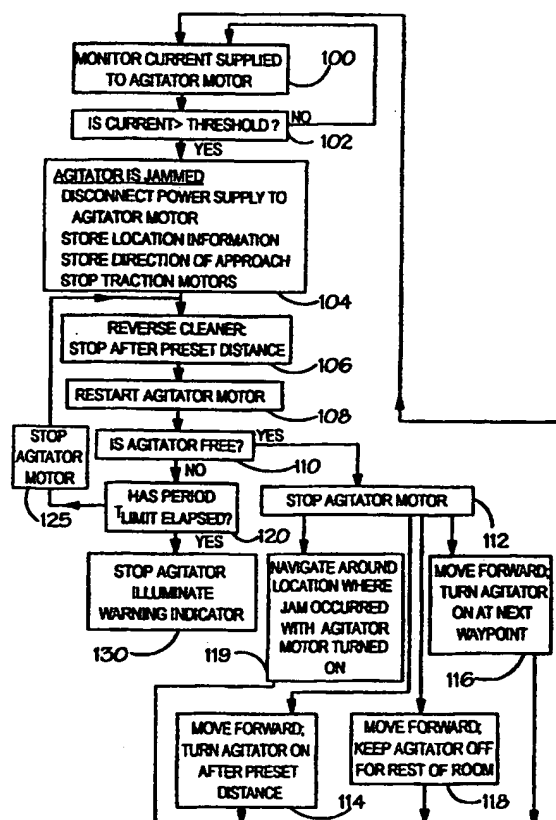 MONITOR CURRENT SUPPLIED
TO AGITATOR MOTOR
100
IS CURRENT> THRESHOLD ?
NO
102
YES
AGITATOR IS JAMMED
DISCONNECT POWER SUPPLY TO
AGITATOR MOTOR
STORE LOCATION INFORMATION
STORE DIRECTION OF APPROACH
STOP TRACTION MOTORS
104
REVERSE CLEANER;
STOP AFTER PRESET DISTANCE
106
RESTART AGITATOR MOTOR
108
IS AGITATOR FREE?
YES
110
NO
STOP
AGITATOR
MOTOR
125
HAS PERIOD
TLIMIT ELAPSED?
120
YES
STOP AGITATOR
ILLUMINATE
WARNING INDICATOR
130
STOP AGITATOR MOTOR
112
NAVIGATE AROUND
LOCATION WHERE
JAM OCCURRED
WITH AGITATOR
MOTOR TURNED
ON
119
MOVE FORWARD;
TURN AGITATOR
ON AT NEXT
WAYPOINT
116
MOVE FORWARD;
TURN AGITATOR ON
AFTER PRESET
DISTANCE
114
MOVE FORWARD;
KEEP AGITATOR OFF
FOR REST OF ROOM
118